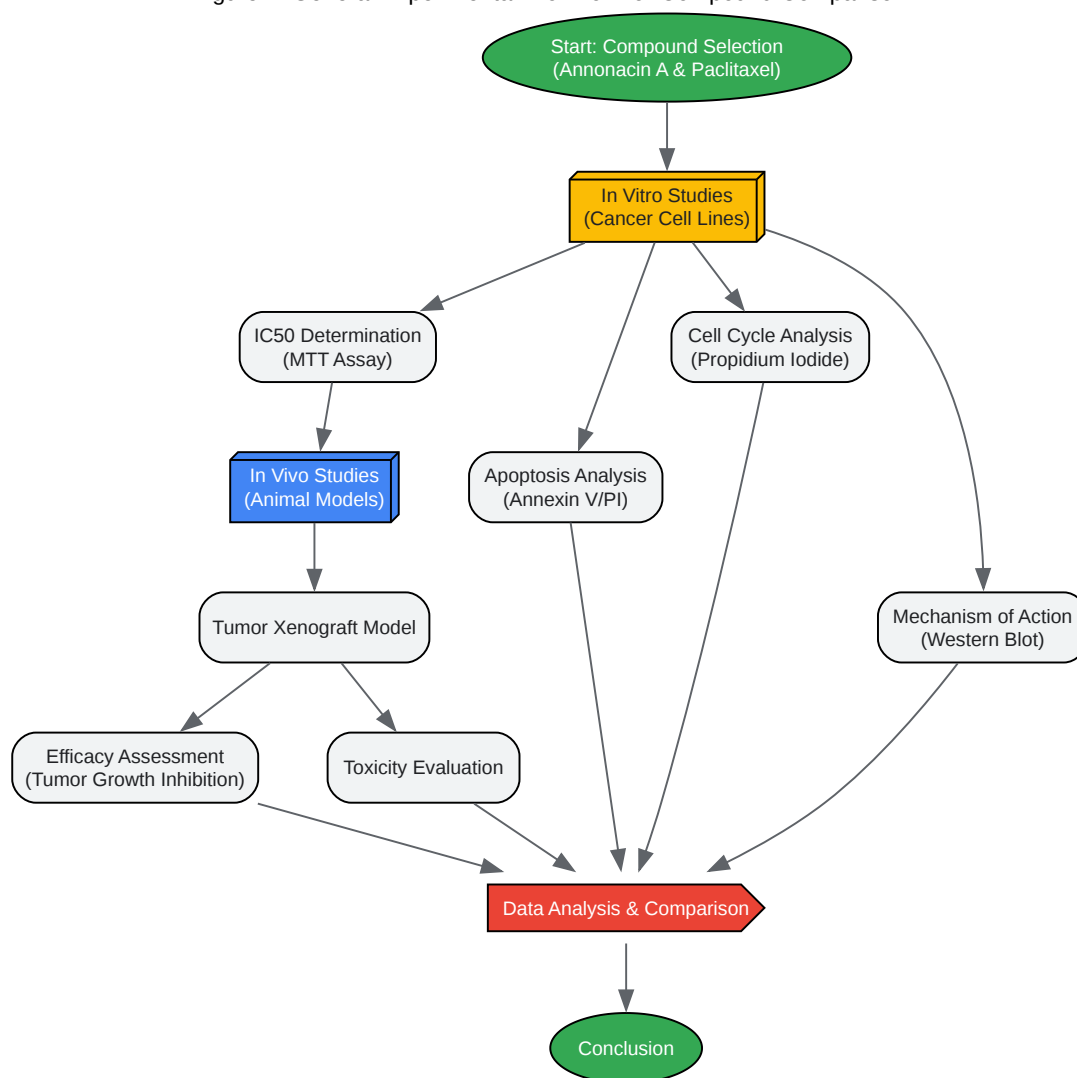 Start: Compound Selection
(Annonacin A & Paclitaxel)
In Vitro Studies
(Cancer Cell Lines)
IC50 Determination
(MTT Assay)
Cell Cycle Analysis
(Propidium Iodide)
In Vivo Studies
(Animal Models)
Apoptosis Analysis
(Annexin V/PI)
Tumor Xenograft Model
Mechanism of Action
(Western Blot)
Efficacy Assessment
(Tumor Growth Inhibition)
Toxicity Evaluation
Data Analysis & Comparison
Conclusion